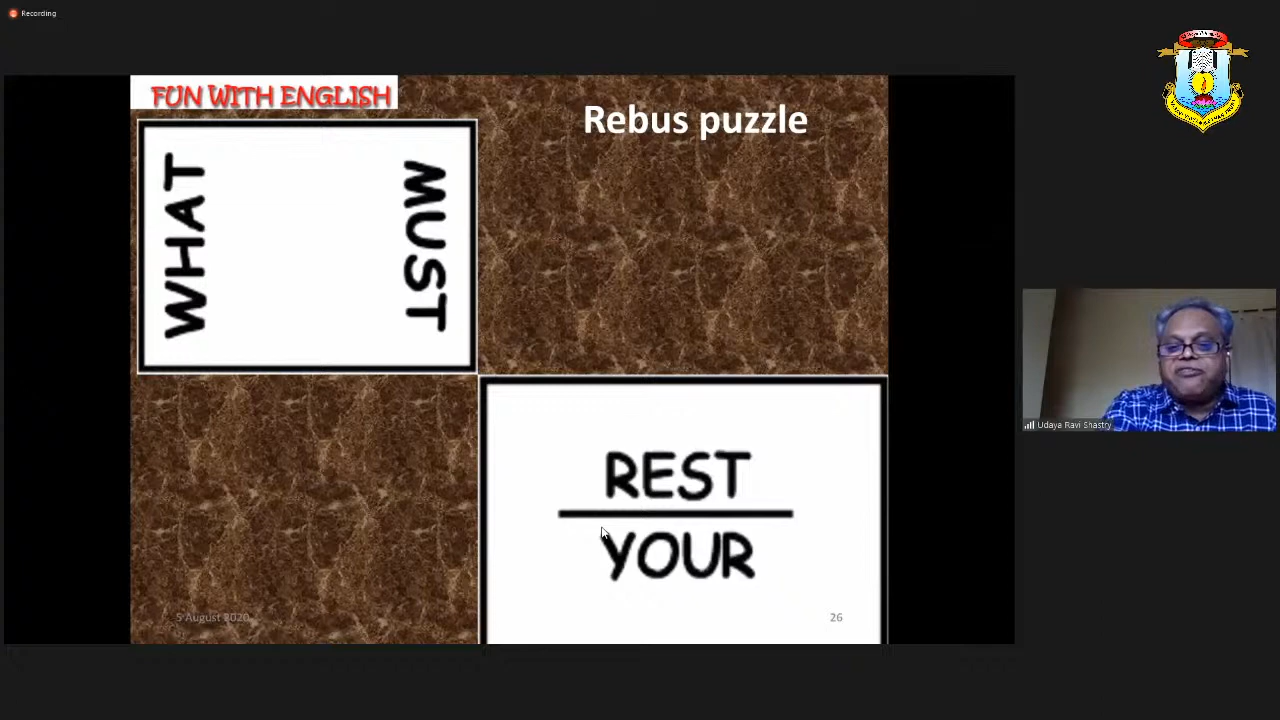 Recording
FUN WITH ENGLISH
Rebus puzzle
WHAT
MUST
REST
YOUR
5 August 2020
26
Udaya Ravi Shastry